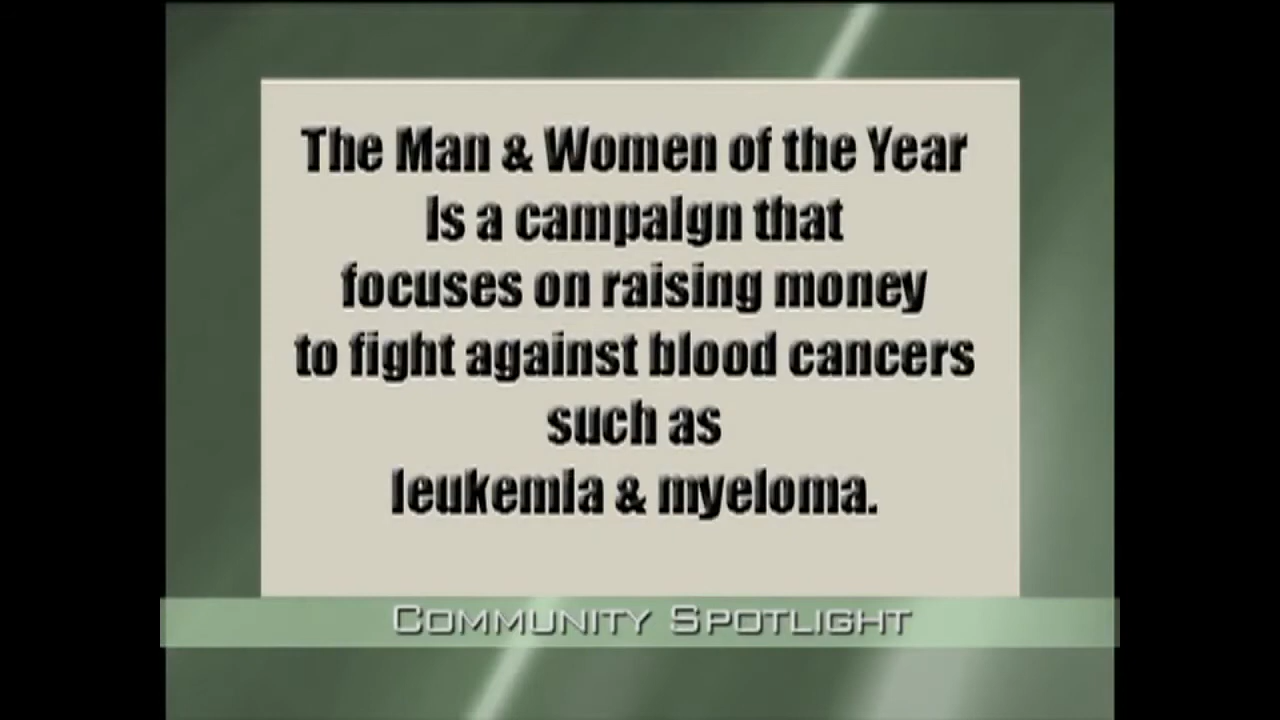 The Man & Women of the Year
Is a campaign that
focuses on raising money
to fight against blood cancers
such as
leukemia & myeloma.
Community Spotlight